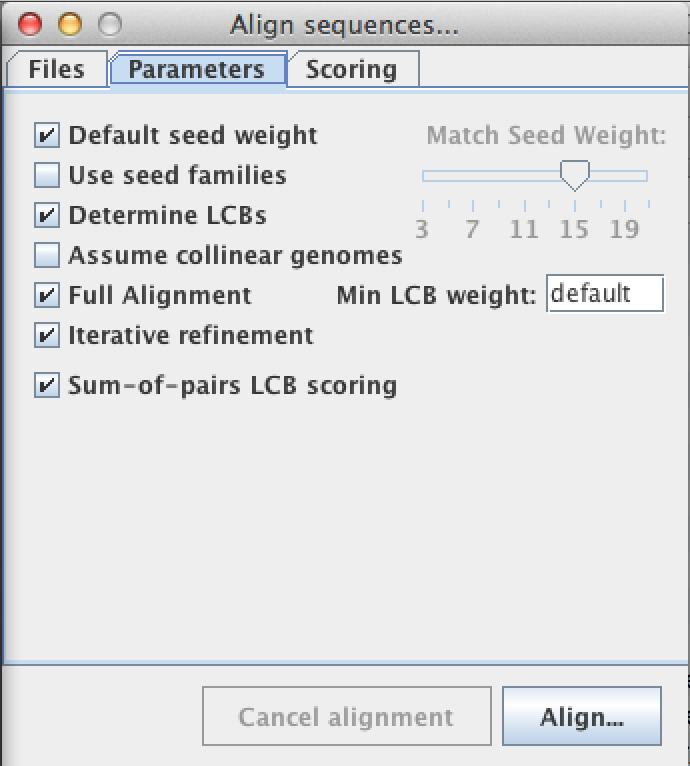 Align sequences...
Files Parameters Scoring
Default seed weight Match Seed Weight:
Use seed families
Determine LCBs
3 7 11 15 19
Assume collinear genomes
Full Alignment Min LCB weight: default
Iterative refinement
Sum-of-pairs LCB scoring
Cancel alignment Align...